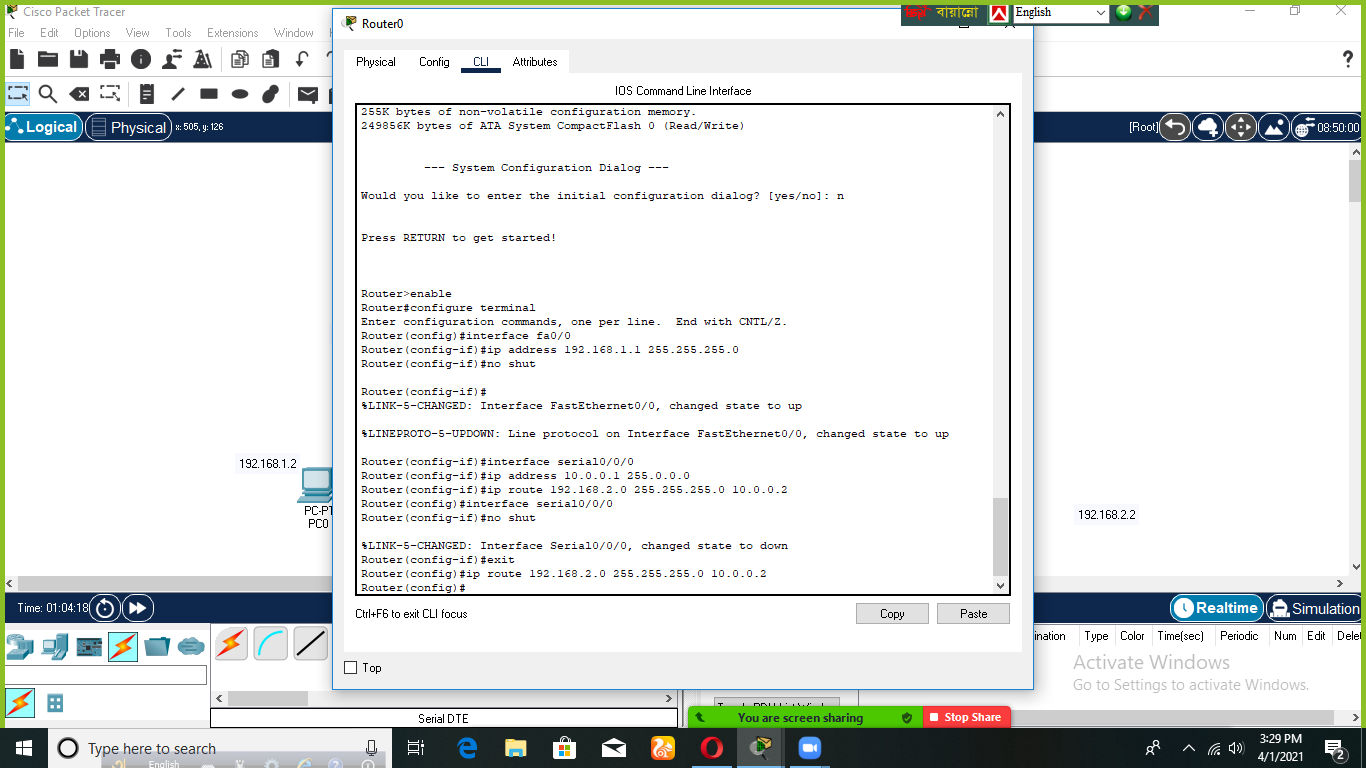 Cisco Packet Tracer
File Edit Options View Tools Extensions Window
Router0
বায়ান্নো
English
Physical Config CLI Attributes
IOS Command Line Interface
Logical
Physical
x: 505, y: 126
[Root]
08:50:00
255K bytes of non-volatile configuration memory.
249856K bytes of ATA System CompactFlash 0 (Read/Write)
--- System Configuration Dialog ---
Would you like to enter the initial configuration dialog? [yes/no]: n
Press RETURN to get started!
Router>enable
Router#configure terminal
Enter configuration commands, one per line. End with CNTL/Z.
Router(config)#interface fa0/0
Router(config-if)#ip address 192.168.1.1 255.255.255.0
Router(config-if)#no shut
Router(config-if)#
%LINK-5-CHANGED: Interface FastEthernet0/0, changed state to up
%LINEPROTO-5-UPDOWN: Line protocol on Interface FastEthernet0/0, changed state to up
Router(config-if)#interface serial0/0/0
Router(config-if)#ip address 10.0.0.1 255.0.0.0
Router(config-if)#ip route 192.168.2.0 255.255.255.0 10.0.0.2
Router(config)#interface serial0/0/0
Router(config-if)#no shut
%LINK-5-CHANGED: Interface Serial0/0/0, changed state to down
Router(config-if)#exit
Router(config)#ip route 192.168.2.0 255.255.255.0 10.0.0.2
Router(config)#
192.168.1.2
PC-PT
PC0
192.168.2.2
Ctrl+F6 to exit CLI focus
Copy
Paste
Top
Time: 01:04:18
Realtime
Simulation
Type Color Time(sec) Periodic Num Edit
Activate Windows
Go to Settings to activate Windows.
Serial DTE
You are screen sharing
Stop Share
Type here to search
English
3:29 PM
4/1/2021
2